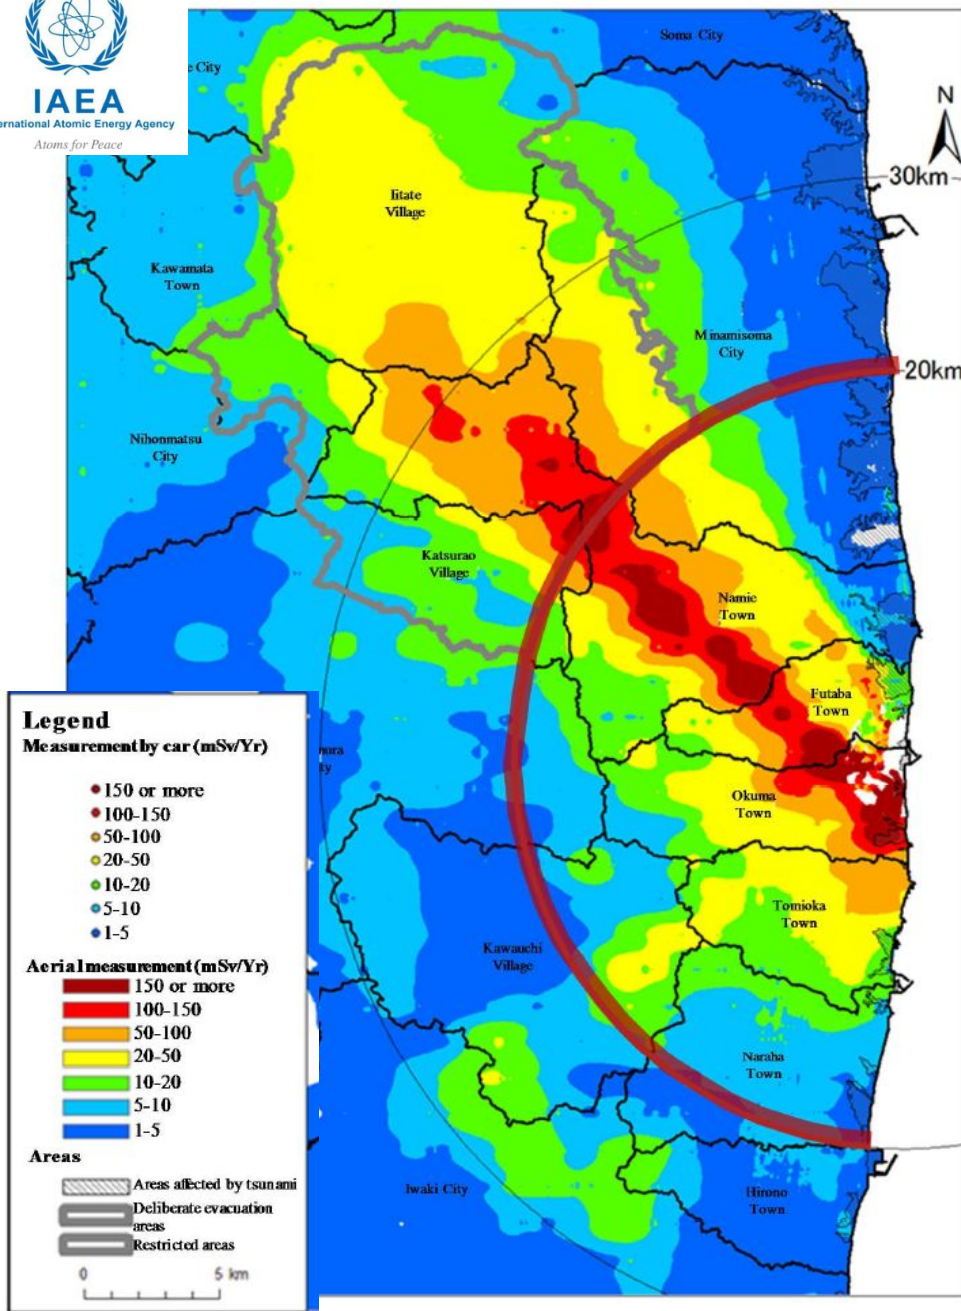 IAEA
ernational Atomic Energy Agency
Atoms for Peace
e City
Soma City
N
30km
Iitate
Village
Kawamata
Town
Minamisoma
City
20km
Nihonmatsu
City
Katsurao
Village
Namie
Town
Futaba
Town
Okuma
Town
Tomioka
Town
Kawauchi
Village
Naraha
Town
Iwaki City
Hirono
Town
Legend
Measurement by car (mSv/Yr)
150 or more
100-150
50-100
20-50
10-20
5-10
1-5
Aerial measurement (mSv/Yr)
150 or more
100-150
50-100
20-50
10-20
5-10
1-5
Areas
Areas affected by tsunami
Deliberate evacuation
areas
Restricted areas
0 5 km